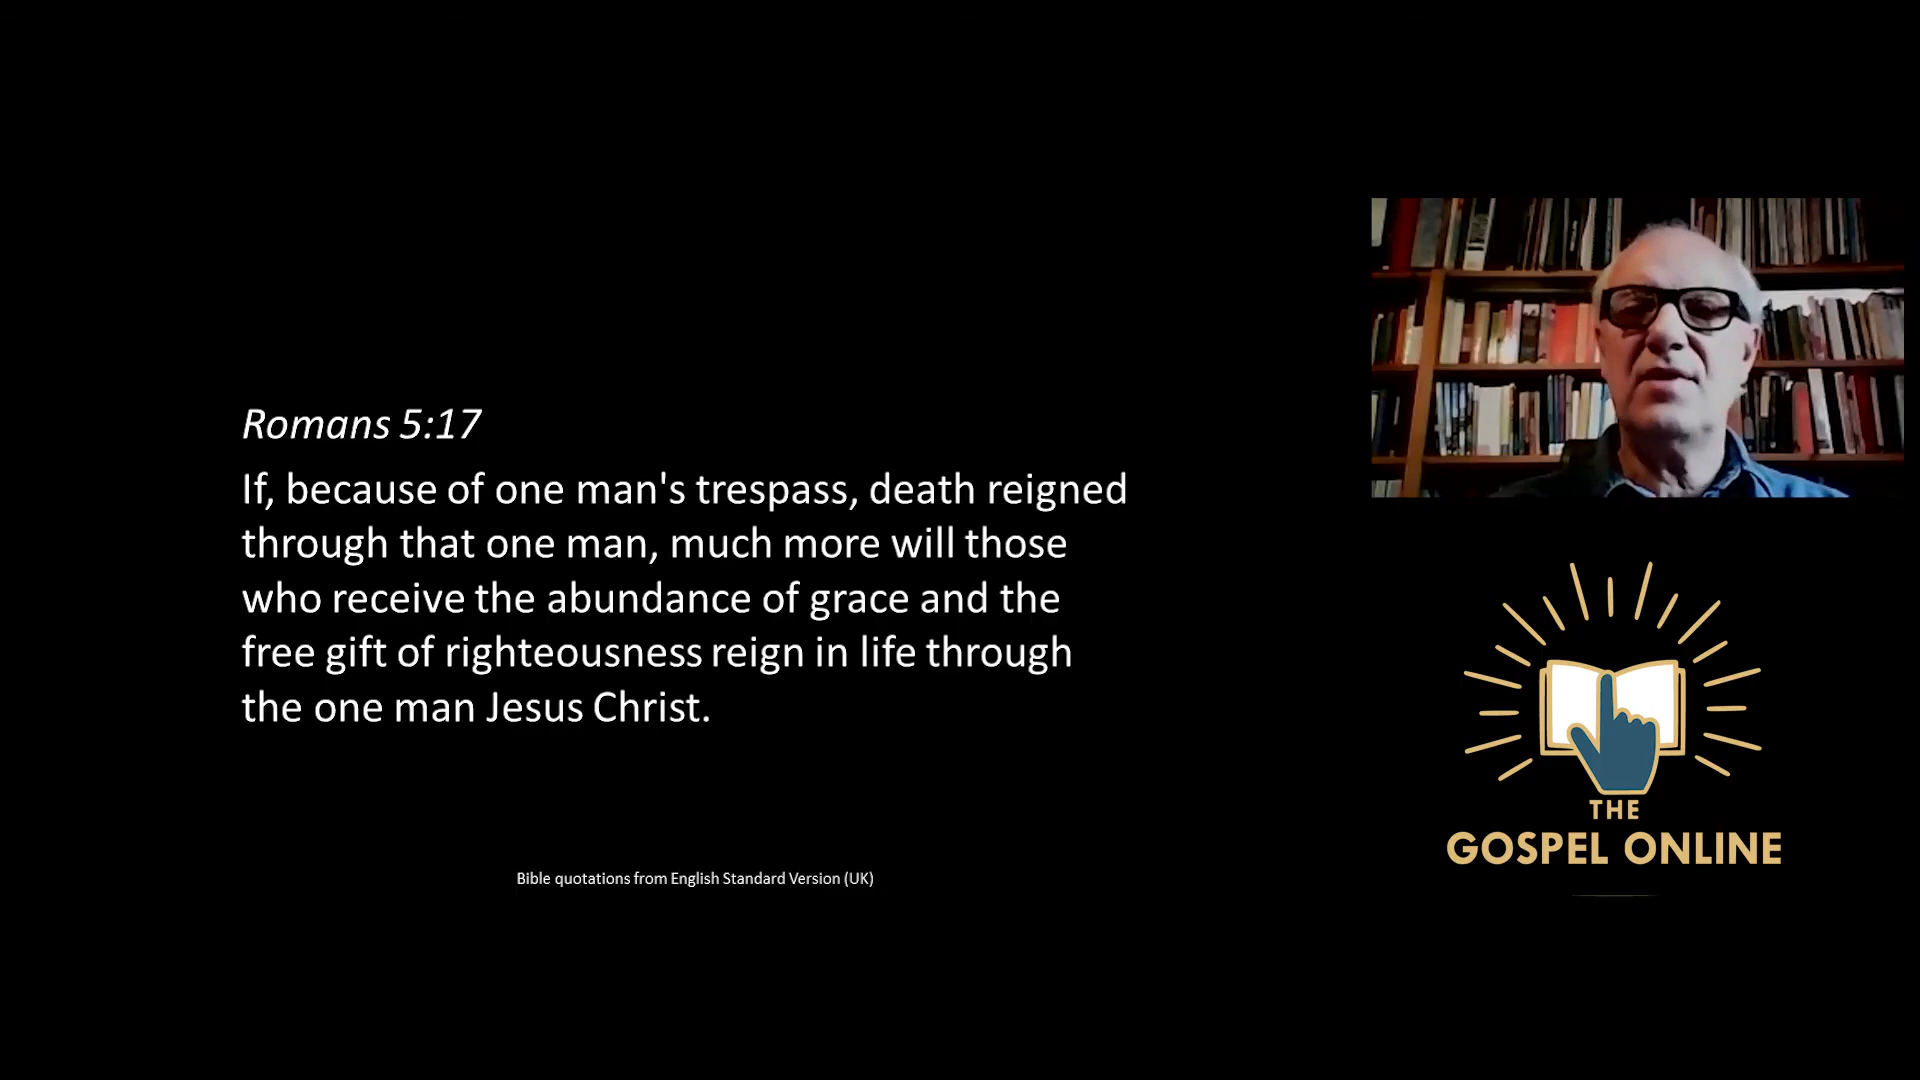 Romans 5:17
If, because of one man's trespass, death reigned
through that one man, much more will those
who receive the abundance of grace and the
free gift of righteousness reign in life through
the one man Jesus Christ.
Bible quotations from English Standard Version (UK)
THE
GOSPEL ONLINE